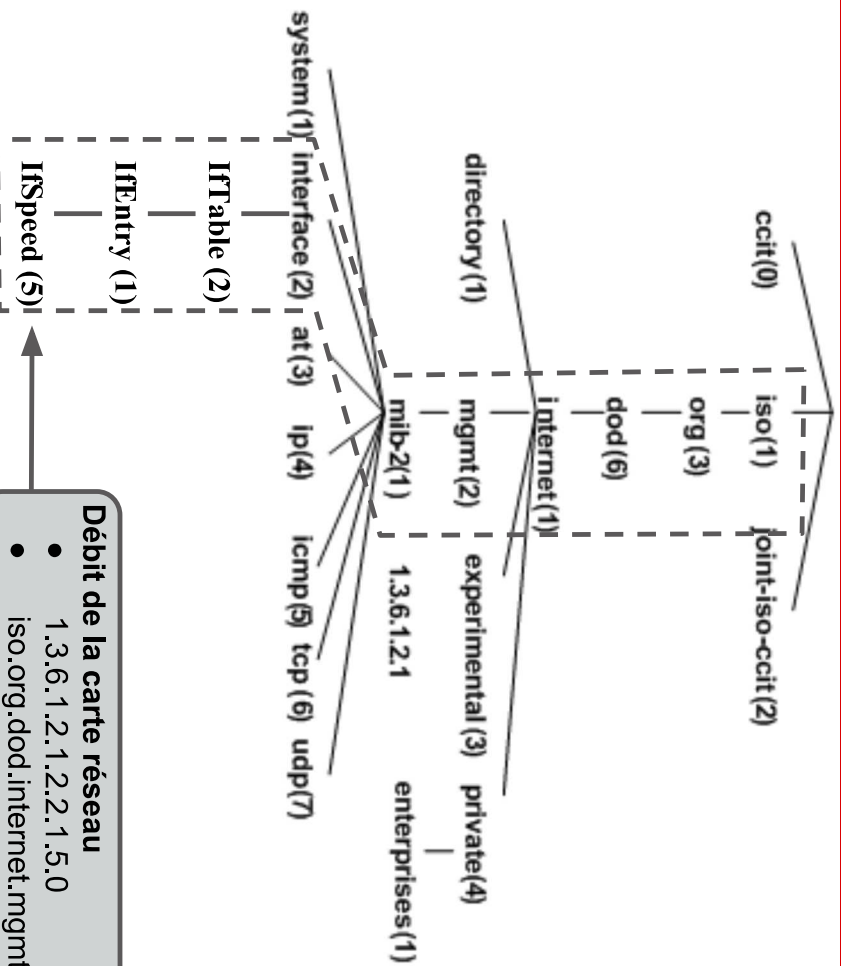 ccit(0) iso(1) joint-iso-ccit(2)
org(3)
dod(6)
internet(1)
directory(1) mgmt(2) experimental(3) private(4)
mib-2(1) 1.3.6.1.2.1 enterprises(1)
system(1) interface(2) at(3) ip(4) icmp(5) tcp(6) udp(7)
IfTable (2)
IfEntry (1)
IfSpeed (5)
Débit de la carte réseau
● 1.3.6.1.2.1.2.2.1.5.0
● iso.org.dod.internet.mgmt